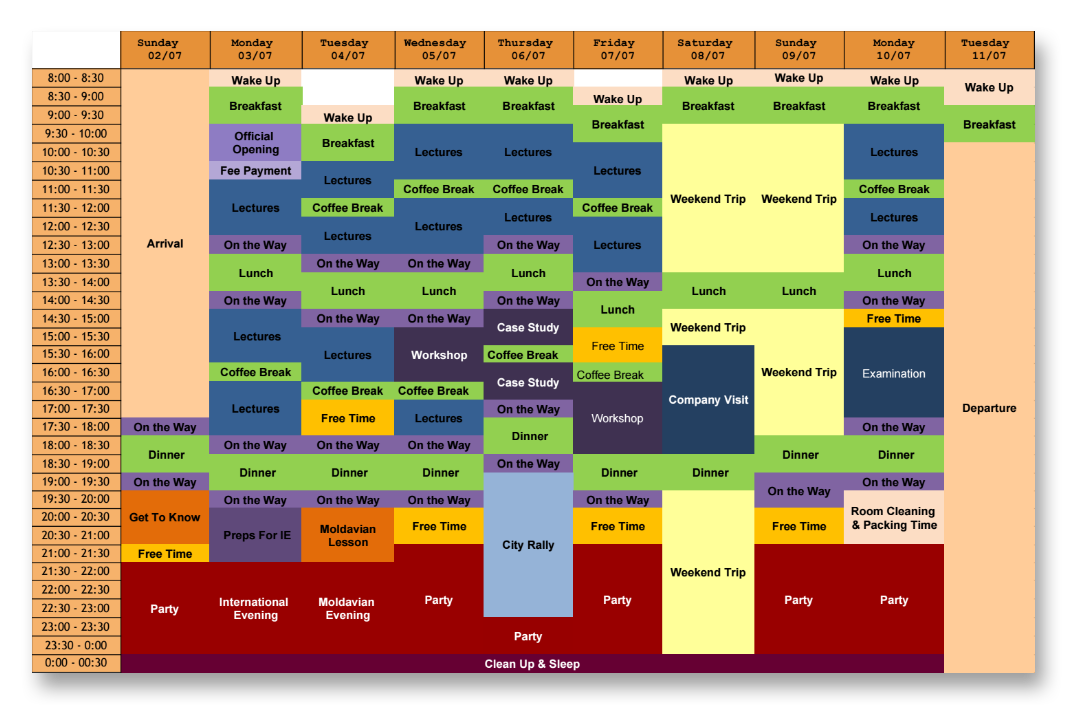 Sunday Monday Tuesday Wednesday Thursday Friday Saturday Sunday Monday Tuesday
02/07 03/07 04/07 05/07 06/07 07/07 08/07 09/07 10/07 11/07
8:00 - 8:30 Wake Up Wake Up Wake Up Wake Up Wake Up Wake Up
Wake Up
8:30 - 9:00 Breakfast Wake Up Breakfast Breakfast Breakfast Breakfast Breakfast
9:00 - 9:30 Wake Up
9:30 - 10:00 Official Breakfast Breakfast
Opening Breakfast
10:00 - 10:30 Lectures Lectures Lectures
10:30 - 11:00 Fee Payment Lectures Lectures
11:00 - 11:30 Coffee Break Coffee Break Coffee Break
Weekend Trip Weekend Trip
11:30 - 12:00 Lectures Coffee Break Coffee Break
Lectures Lectures
12:00 - 12:30 Lectures Lectures
12:30 - 13:00 Arrival On the Way On the Way Lectures On the Way
13:00 - 13:30 On the Way On the Way
Lunch Lunch Lunch
13:30 - 14:00 On the Way
Lunch Lunch Lunch Lunch
14:00 - 14:30 On the Way On the Way On the Way
Lunch
14:30 - 15:00 On the Way On the Way Case Study Weekend Trip Free Time
15:00 - 15:30 Lectures Free Time
15:30 - 16:00 Lectures Workshop Coffee Break
16:00 - 16:30 Coffee Break Case Study Coffee Break Weekend Trip Examination
16:30 - 17:00 Coffee Break Coffee Break
17:00 - 17:30 Lectures Free Time Lectures On the Way Workshop Company Visit Departure
17:30 - 18:00 On the Way Dinner On the Way
18:00 - 18:30 Dinner On the Way On the Way On the Way Dinner Dinner
18:30 - 19:00 Dinner Dinner Dinner On the Way Dinner Dinner
19:00 - 19:30 On the Way On the Way On the Way
19:30 - 20:00 On the Way On the Way On the Way On the Way
20:00 - 20:30 Get To Know Room Cleaning
& Packing Time
20:30 - 21:00 Preps For IE Moldavian Free Time Free Time Free Time
Lesson
21:00 - 21:30 Free Time City Rally
21:30 - 22:00 Weekend Trip
22:00 - 22:30
22:30 - 23:00 Party International Moldavian Party Party Party Party
Evening Evening
23:00 - 23:30 Party
23:30 - 0:00
0:00 - 00:30 Clean Up & Sleep